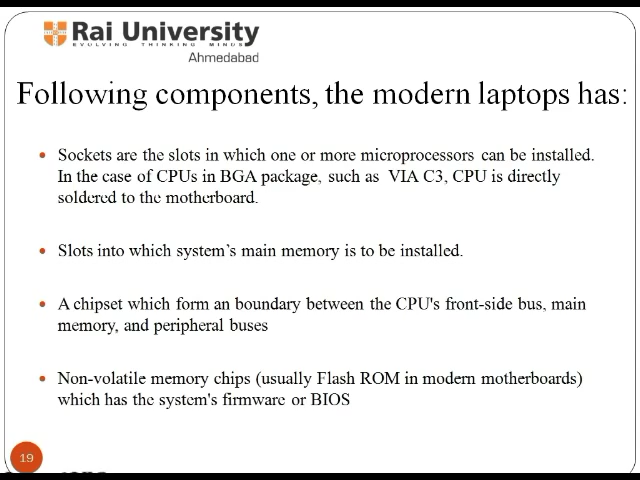 Rai University
EVOLVING THINKING MINDS
Ahmedabad
Following components, the modern laptops has:
Sockets are the slots in which one or more microprocessors can be installed.
In the case of CPUs in BGA package, such as VIA C3, CPU is directly
soldered to the motherboard.
Slots into which system's main memory is to be installed.
A chipset which form an boundary between the CPU's front-side bus, main
memory, and peripheral buses
Non-volatile memory chips (usually Flash ROM in modern motherboards)
which has the system's firmware or BIOS
19